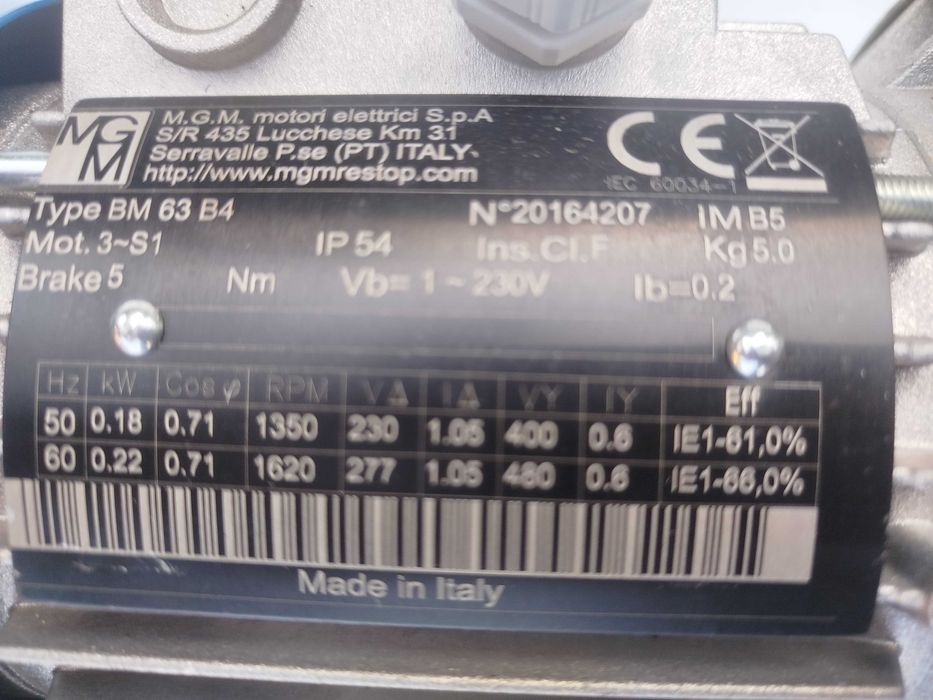 MGM
M.G.M. motori elettrici S.p.A
S/R 435 Lucchese Km 31
Serravalle P.se (PT) ITALY
http://www.mgmrestop.com
CE
IEC 60034-1
Type BM 63 B4 N°20164207 IM B5
Mot. 3~S1 IP 54 Ins.Cl.F Kg 5.0
Brake 5 Nm Vb= 1 ~ 230V Ib=0.2
Hz kW Cos φ RPM VΔ IΔ VY IY Eff
50 0.18 0.71 1350 230 1.05 400 0.6 IE1-61,0%
60 0.22 0.71 1620 277 1.05 480 0.6 IE1-66,0%
Made in Italy